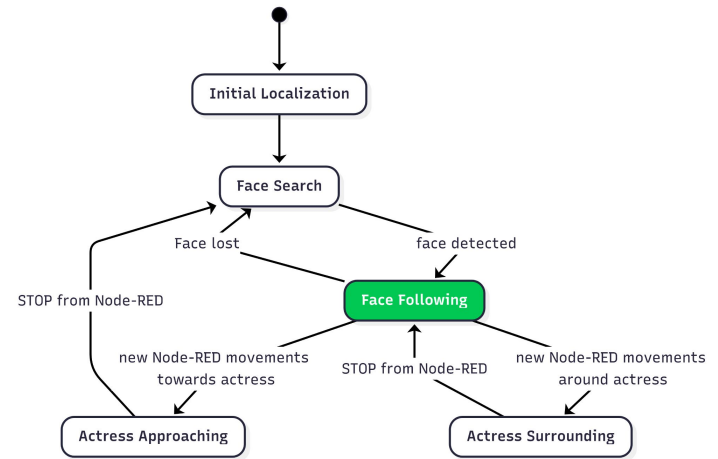 Initial Localization
Face Search
Face lost
face detected
Face Following
STOP from Node-RED
new Node-RED movements
towards actress
STOP from Node-RED
new Node-RED movements
around actress
Actress Approaching
Actress Surrounding